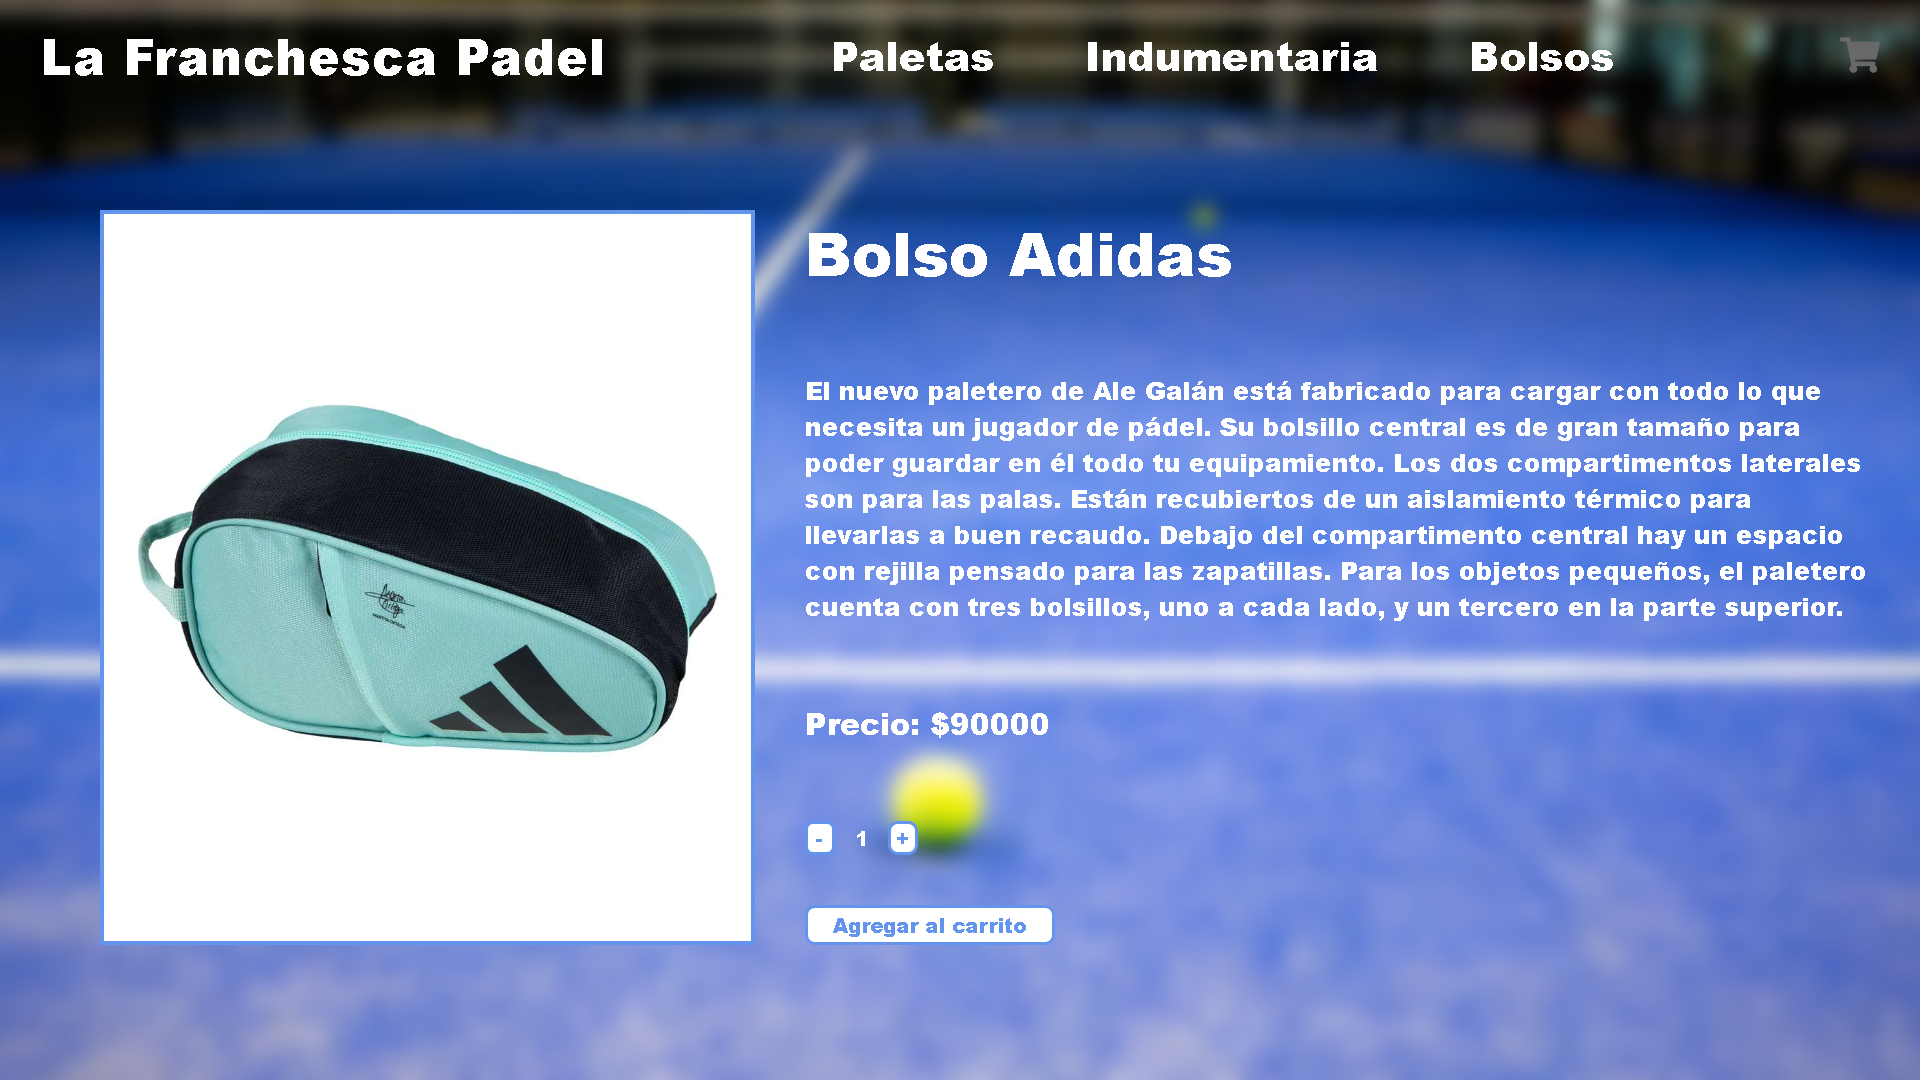 La Franchesca Padel
Paletas
Indumentaria
Bolsos
Bolso Adidas
El nuevo paletero de Ale Galán está fabricado para cargar con todo lo que
necesita un jugador de pádel. Su bolsillo central es de gran tamaño para
poder guardar en él todo tu equipamiento. Los dos compartimentos laterales
son para las palas. Están recubiertos de un aislamiento térmico para
llevarlas a buen recaudo. Debajo del compartimento central hay un espacio
con rejilla pensado para las zapatillas. Para los objetos pequeños, el paletero
cuenta con tres bolsillos, uno a cada lado, y un tercero en la parte superior.
Precio: $90000
- 1 +
Agregar al carrito